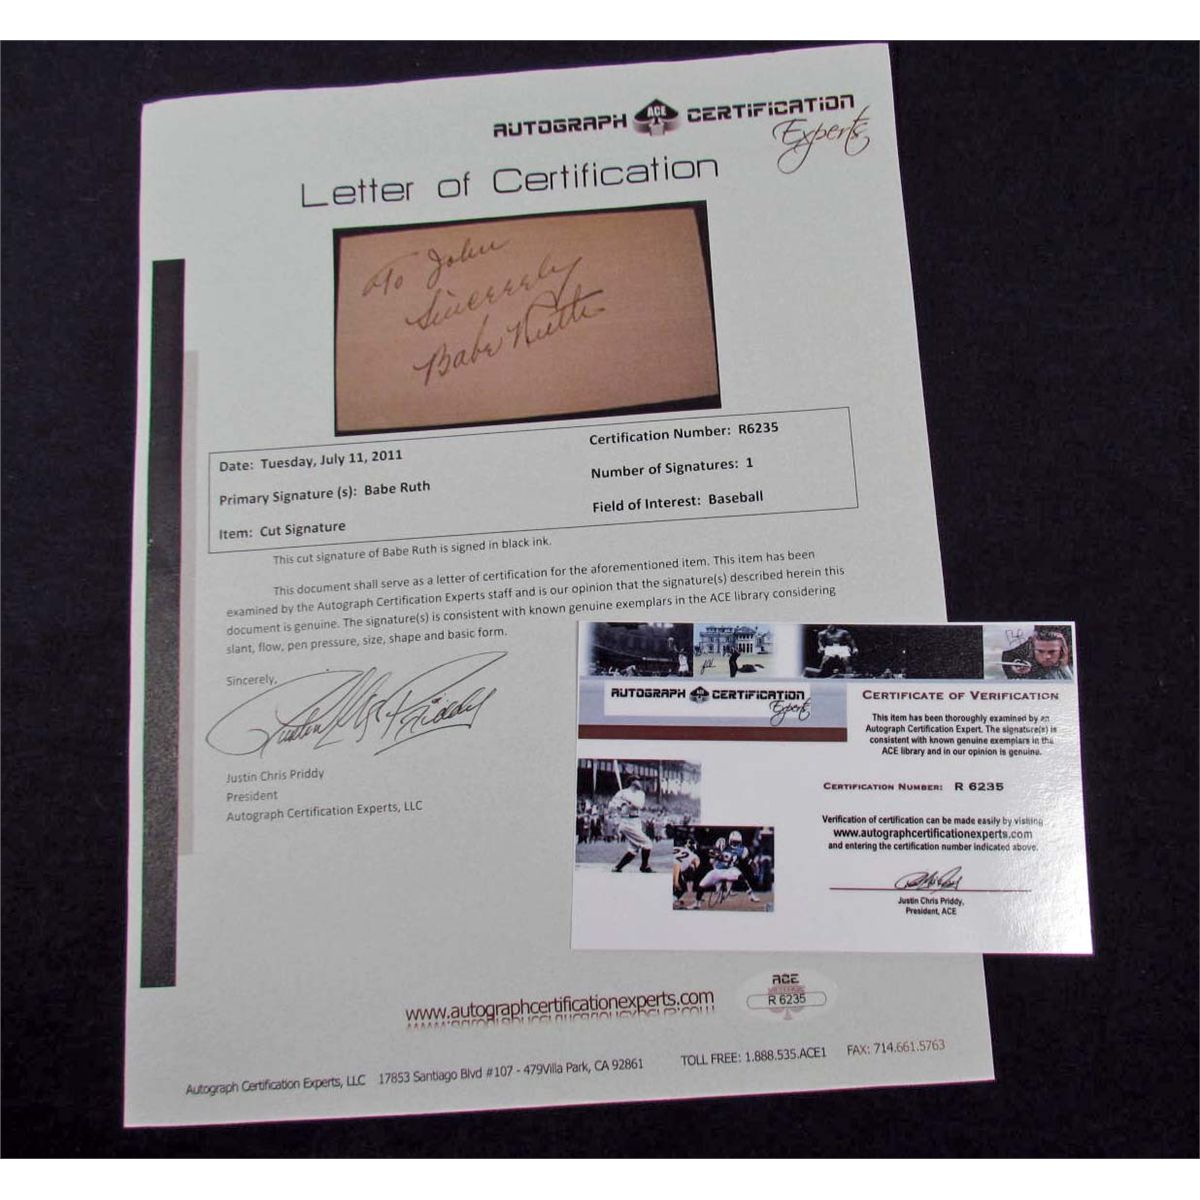 AUTOGRAPH ACE CERTIFICATION
Experts
Letter of Certification
To John
Sincerely
Babe Ruth
Date: Tuesday, July 11, 2011
Certification Number: R6235
Primary Signature (s): Babe Ruth
Number of Signatures: 1
Item: Cut Signature
Field of Interest: Baseball
This cut signature of Babe Ruth is signed in black ink.
This document shall serve as a letter of certification for the aforementioned item. This item has been
examined by the Autograph Certification Experts staff and is our opinion that the signature(s) described herein this
document is genuine. The signature(s) is consistent with known genuine exemplars in the ACE library considering
slant, flow, pen pressure, size, shape and basic form.
Sincerely,
Justin Chris Priddy
Justin Chris Priddy
President
Autograph Certification Experts, LLC
AUTOGRAPH CERTIFICATION
Experts
CERTIFICATE OF VERIFICATION
This item has been thoroughly examined by an
Autograph Certification Expert. The signature(s) is
consistent with known genuine exemplars in the
ACE library and in our opinion is genuine.
CERTIFICATION NUMBER: R 6235
Verification of certification can be made easily by visiting
www.autographcertificationexperts.com
and entering the certification number indicated above.
Justin Chris Priddy,
President, ACE
www.autographcertificationexperts.com
ACE
R 6235
Autograph Certification Experts, LLC 17853 Santiago Blvd #107 - 479Villa Park, CA 92861 TOLL FREE: 1.888.535.ACE1 FAX: 714.661.5763